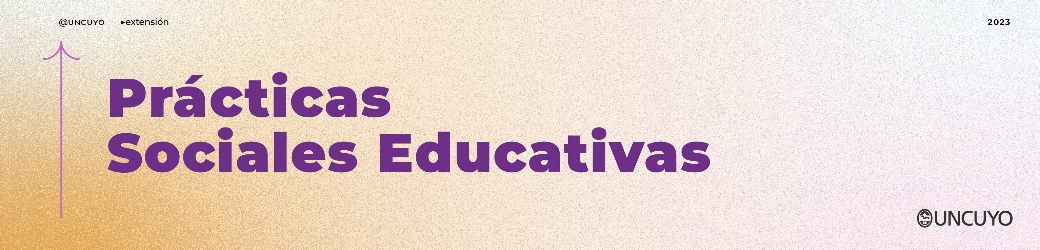 @UNCUYO ▸extensión 2023
Prácticas
Sociales Educativas
UNCUYO